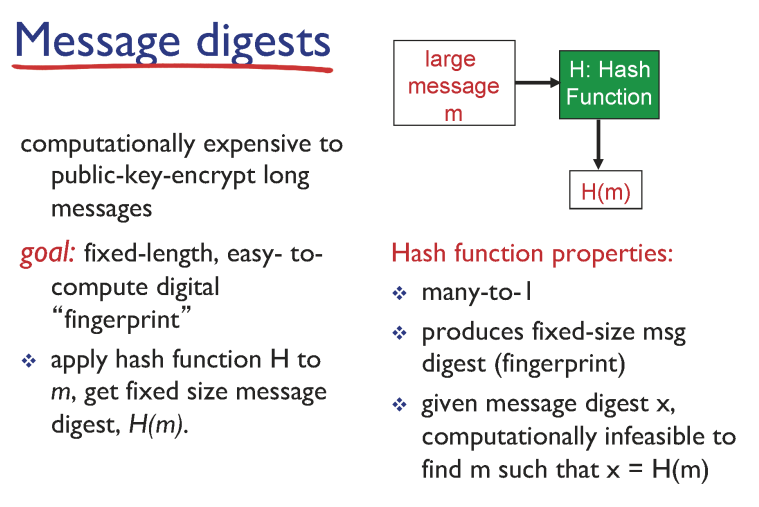 Message digests
computationally expensive to
public-key-encrypt long
messages
goal: fixed-length, easy- to-
compute digital
“fingerprint”
❖ apply hash function H to
m, get fixed size message
digest, H(m).
large
message
m
H: Hash
Function
H(m)
Hash function properties:
❖ many-to-1
❖ produces fixed-size msg
digest (fingerprint)
❖ given message digest x,
computationally infeasible to
find m such that x = H(m)